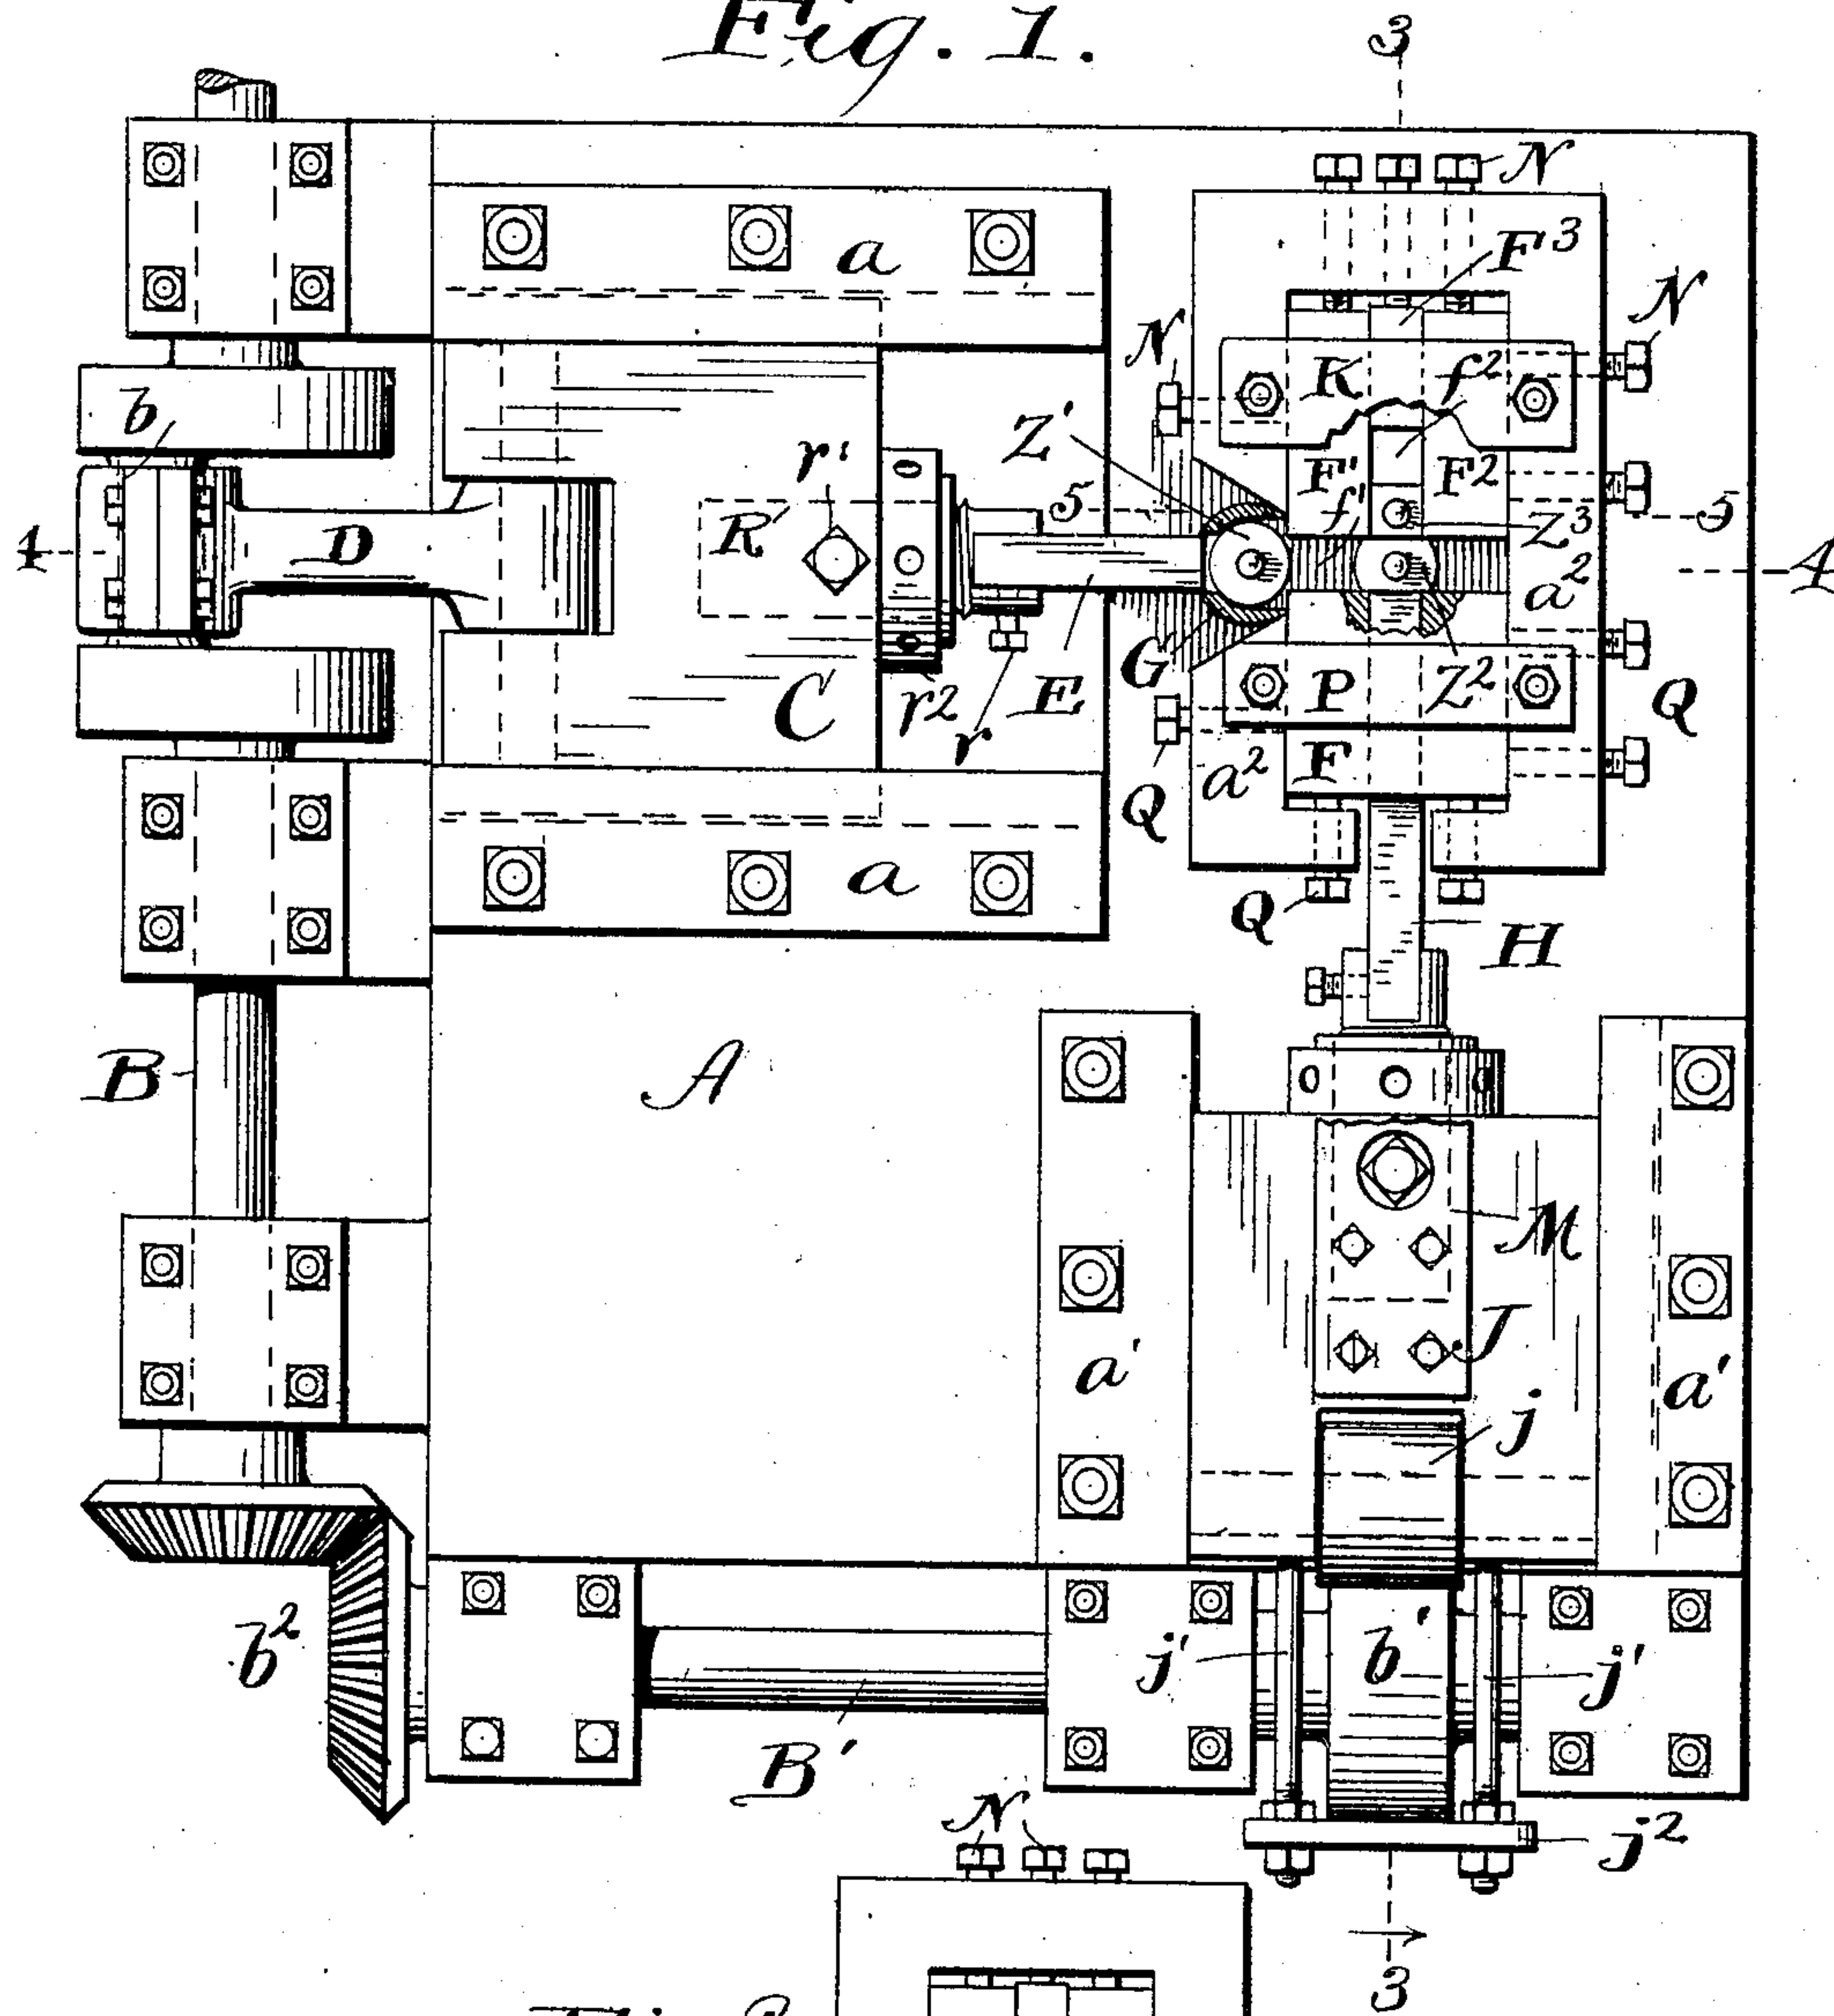 Fig. 1.
3
N
a
F³
N
N
K
f²
b
Z'
r'
F''
F²
5
f'
5
R'
Z³
4
D
4
a²
G
E
P
Z²
C
r²
r
Q
F
a²
Q
a
Q
H
B
A
M
J
a'
a'
j
b²
j'
b'
j'
B'
N
j²
3